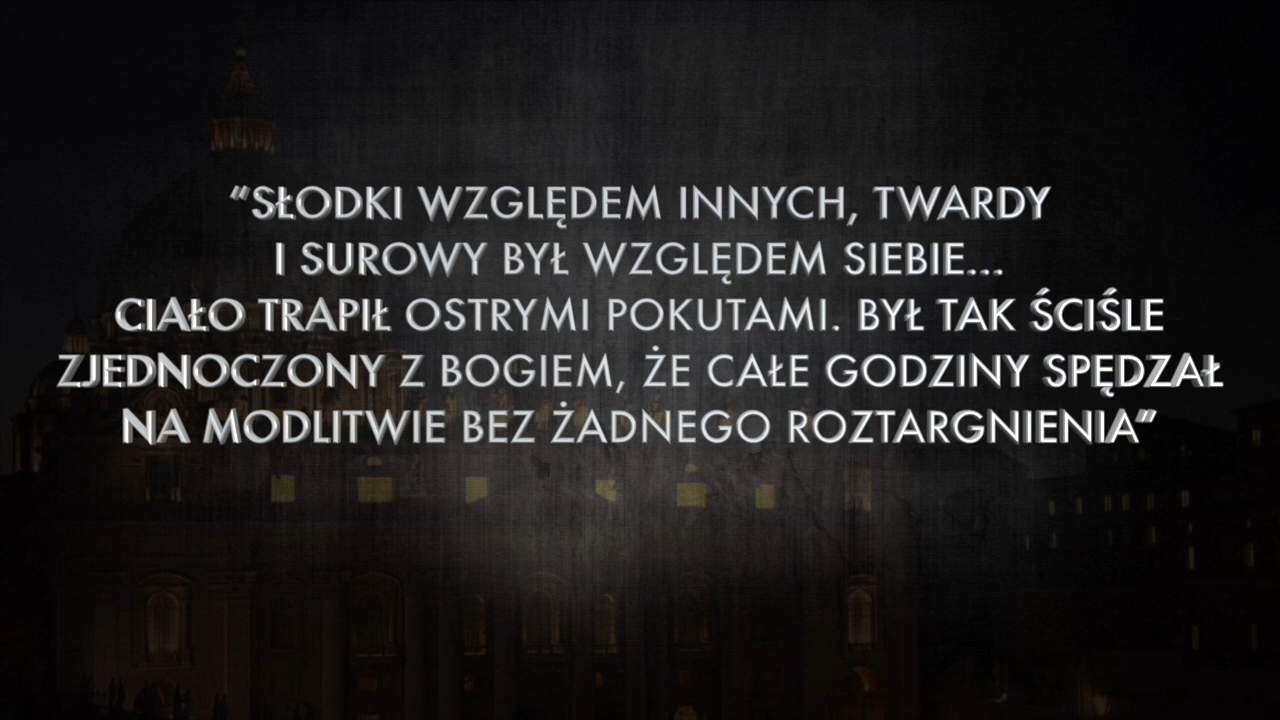 “SŁODKI WZGLĘDEM INNYCH, TWARDY
I SUROWY BYŁ WZGLĘDEM SIEBIE...
CIAŁO TRAPIŁ OSTRYMI POKUTAMI. BYŁ TAK ŚCIŚLE
ZJEDNOCZONY Z BOGIEM, ŻE CAŁE GODZINY SPĘDZAŁ
NA MODLITWIE BEZ ŻADNEGO ROZTARGNIENIA”